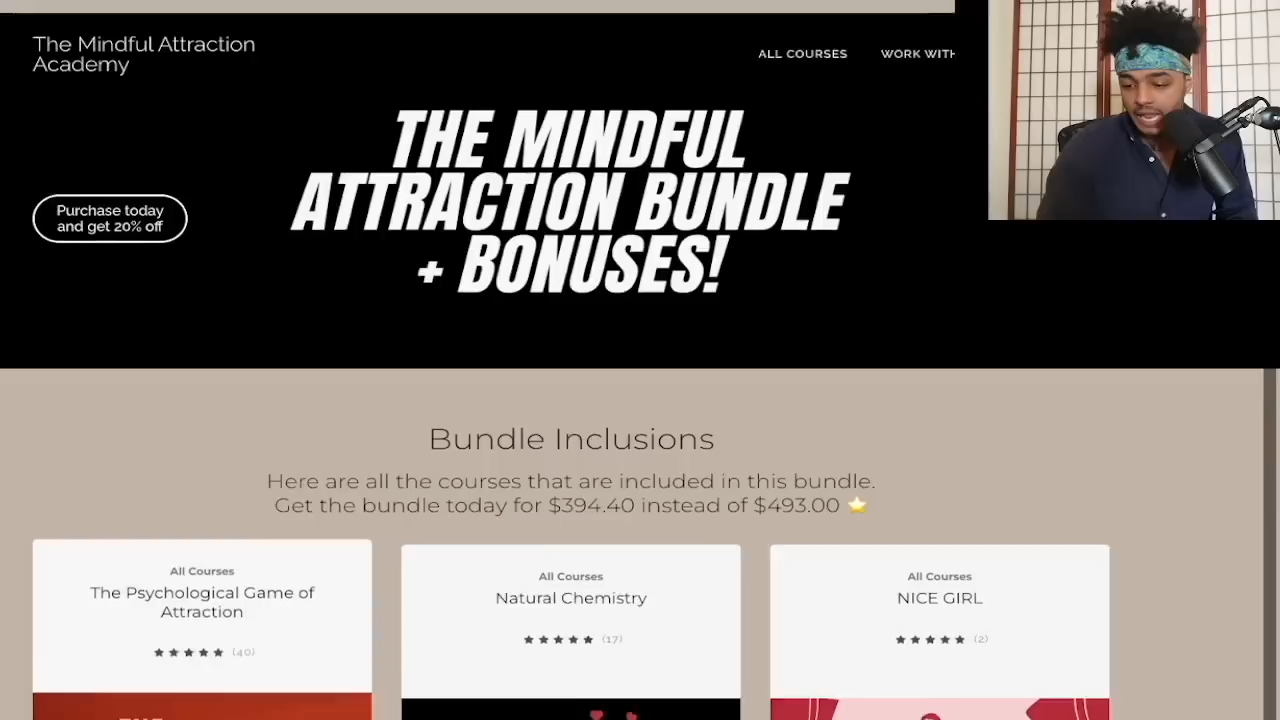 The Mindful Attraction
Academy
ALL COURSES
WORK WITH
THE MINDFUL
ATTRACTION BUNDLE
+ BONUSES!
Purchase today
and get 20% off
Bundle Inclusions
Here are all the courses that are included in this bundle.
Get the bundle today for $394.40 instead of $493.00 ⭐
All Courses
The Psychological Game of
Attraction
★★★★★ (40)
All Courses
Natural Chemistry
★★★★★ (17)
All Courses
NICE GIRL
★★★★★ (2)